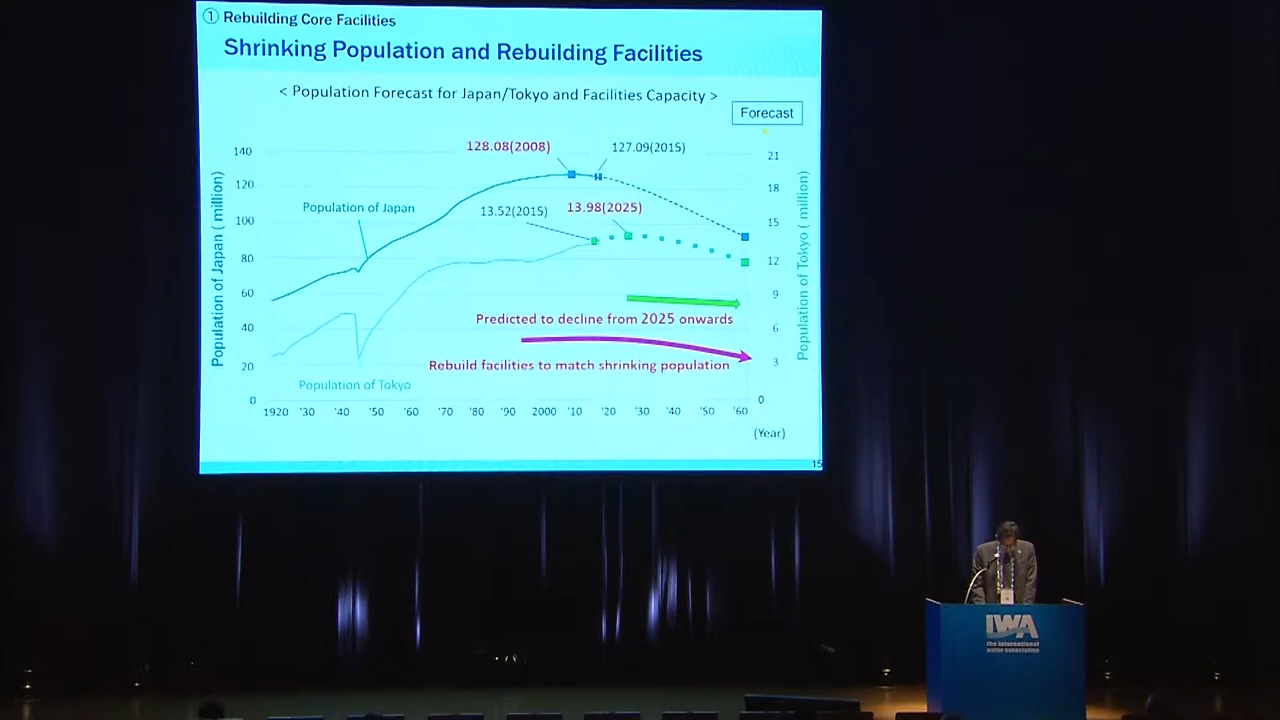 ① Rebuilding Core Facilities
Shrinking Population and Rebuilding Facilities
< Population Forecast for Japan/Tokyo and Facilities Capacity >
Forecast
128.08(2008)
127.09(2015)
Population of Japan
13.52(2015)
13.98(2025)
Population of Japan ( million)
140
120
100
80
60
40
20
0
21
18
15
12
9
6
3
0
Population of Tokyo ( million)
Predicted to decline from 2025 onwards
Rebuild facilities to match shrinking population
Population of Tokyo
1920 '30 '40 '50 '60 '70 '80 '90 2000 '10 '20 '30 '40 '50 '60
(Year)
15
IWA
the international
water association